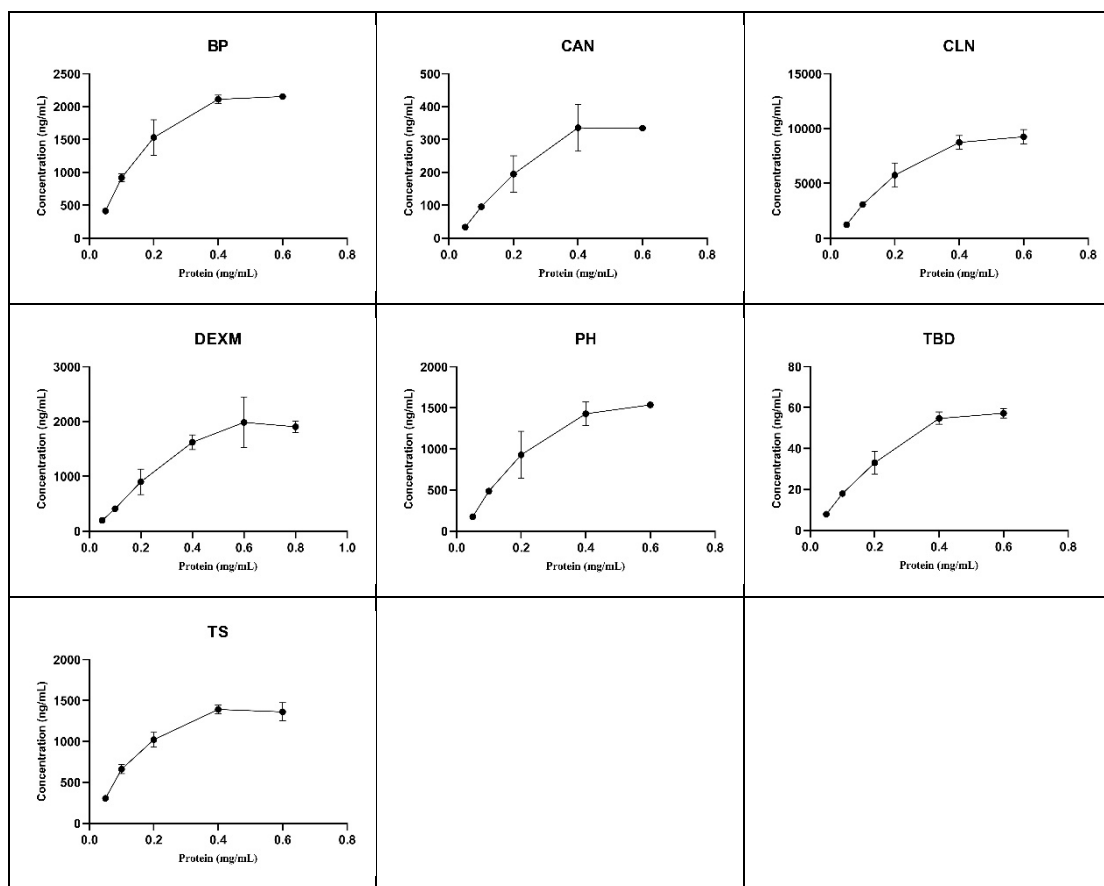 BP
Concentration (ng/mL)
2500
2000
1500
1000
500
0
0.0 0.2 0.4 0.6 0.8
Protein (mg/mL)
CAN
Concentration (ng/mL)
500
400
300
200
100
0
0.0 0.2 0.4 0.6 0.8
Protein (mg/mL)
CLN
Concentration (ng/mL)
15000
10000
5000
0
0.0 0.2 0.4 0.6 0.8
Protein (mg/mL)
DEXM
Concentration (ng/mL)
3000
2000
1000
0
0.0 0.2 0.4 0.6 0.8 1.0
Protein (mg/mL)
PH
Concentration (ng/mL)
2000
1500
1000
500
0
0.0 0.2 0.4 0.6 0.8
Protein (mg/mL)
TBD
Concentration (ng/mL)
80
60
40
20
0
0.0 0.2 0.4 0.6 0.8
Protein (mg/mL)
TS
Concentration (ng/mL)
2000
1500
1000
500
0
0.0 0.2 0.4 0.6 0.8
Protein (mg/mL)